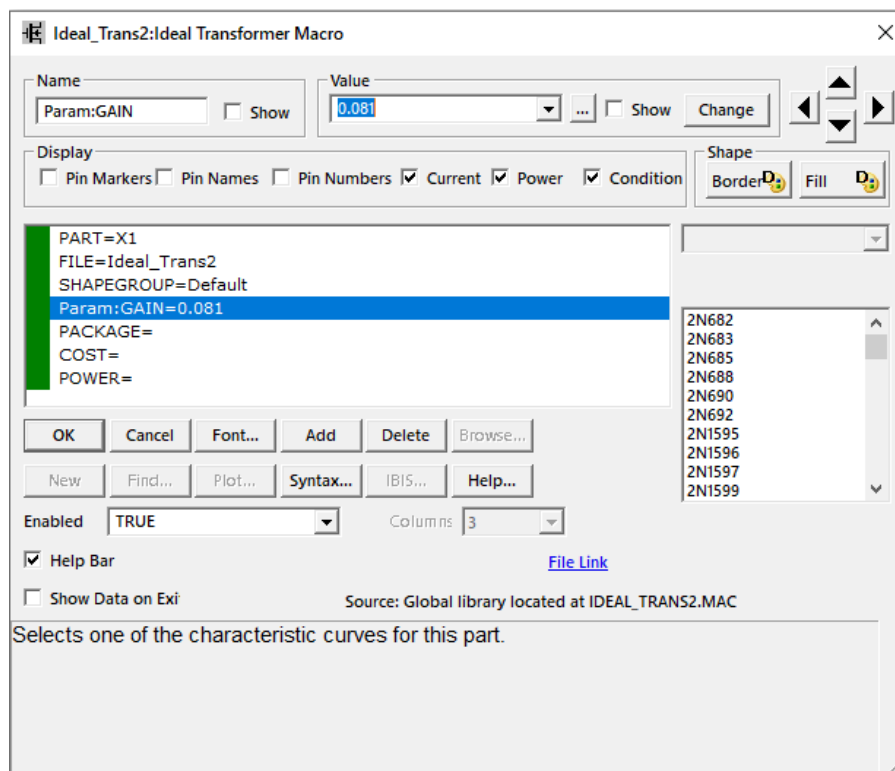 Ideal_Trans2:Ideal Transformer Macro
Name
Param:GAIN
Show
Value
0.081
...
Show
Change
Display
Pin Markers
Pin Names
Pin Numbers
Current
Power
Condition
Shape
Border
Fill
PART=X1
FILE=Ideal_Trans2
SHAPEGROUP=Default
Param:GAIN=0.081
PACKAGE=
COST=
POWER=
2N682
2N683
2N685
2N688
2N690
2N692
2N1595
2N1596
2N1597
2N1599
OK
Cancel
Font...
Add
Delete
Browse...
New
Find...
Plot...
Syntax...
IBIS...
Help...
Enabled
TRUE
Columns
3
Help Bar
File Link
Show Data on Exi
Source: Global library located at IDEAL_TRANS2.MAC
Selects one of the characteristic curves for this part.